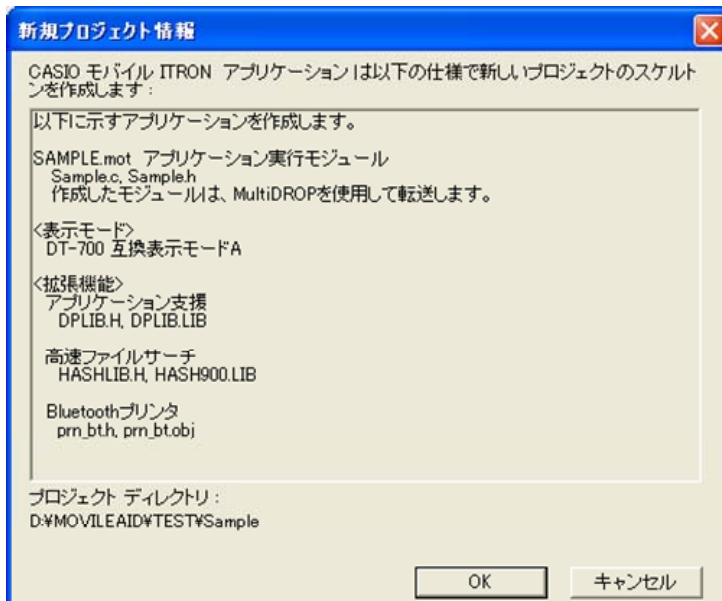 新規プロジェクト情報
CASIO モバイル ITRON アプリケーション は以下の仕様で新しいプロジェクトのスケルト
ンを作成します：
以下に示すアプリケーションを作成します。
SAMPLE.mot アプリケーション実行モジュール
Sample.c, Sample.h
作成したモジュールは、MultiDROPを使用して転送します。
<表示モード>
DT-700 互換表示モードA
<拡張機能>
アプリケーション支援
DPLIB.H, DPLIB.LIB
高速ファイルサーチ
HASHLIB.H, HASH900.LIB
Bluetoothプリンタ
prn_bt.h, prn_bt.obj
プロジェクト ディレクトリ：
D:¥MOVILEAID¥TEST¥Sample
OK
キャンセル